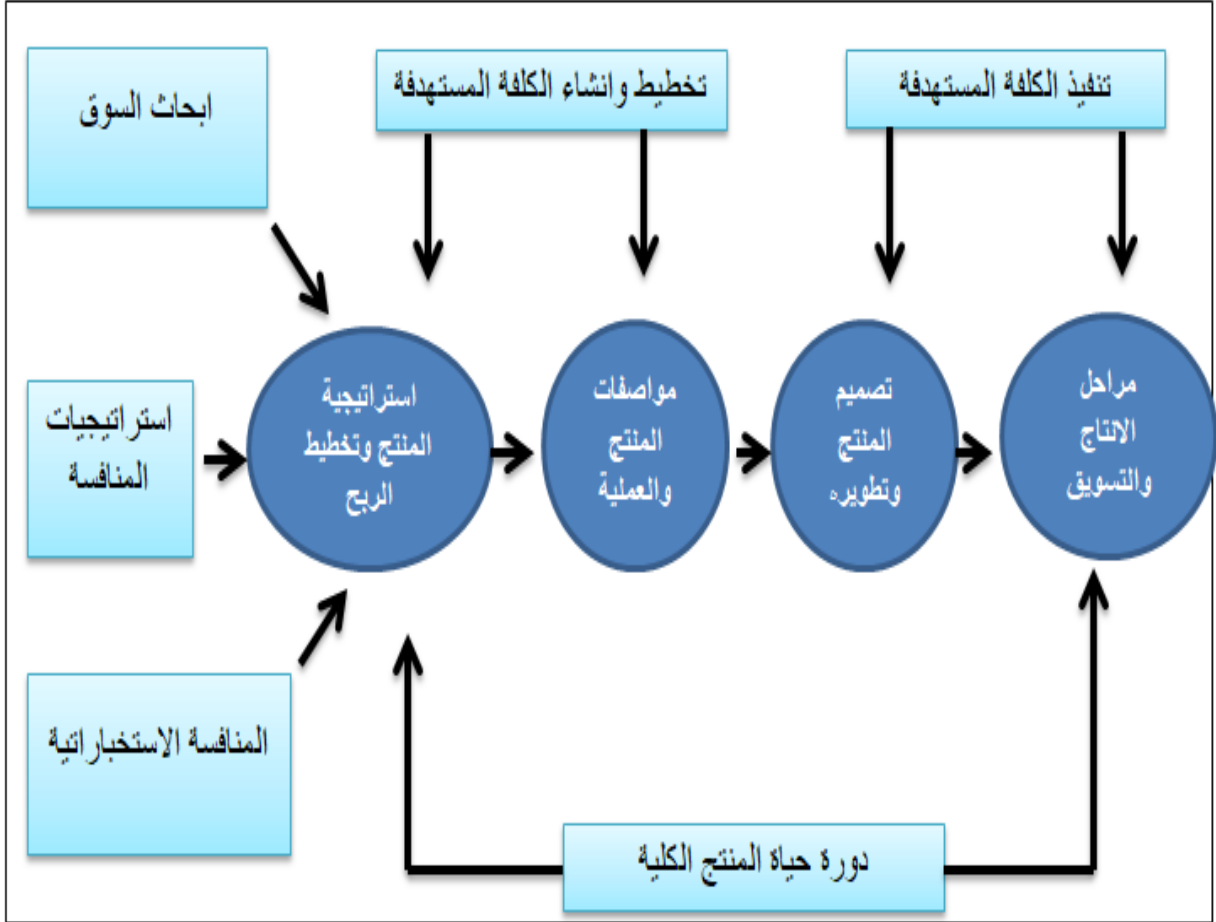 تنفيذ الكلفة المستهدفة
تخطيط وانشاء الكلفة المستهدفة
ابحاث السوق
استراتيجيات
المنافسة
المنافسة الاستخباراتية
استراتيجية
المنتج وتخطيط
الربح
مواصفات
المنتج
والعملية
تصميم
المنتج
وتطويره
مراحل
الانتاج
والتسويق
دورة حياة المنتج الكلية